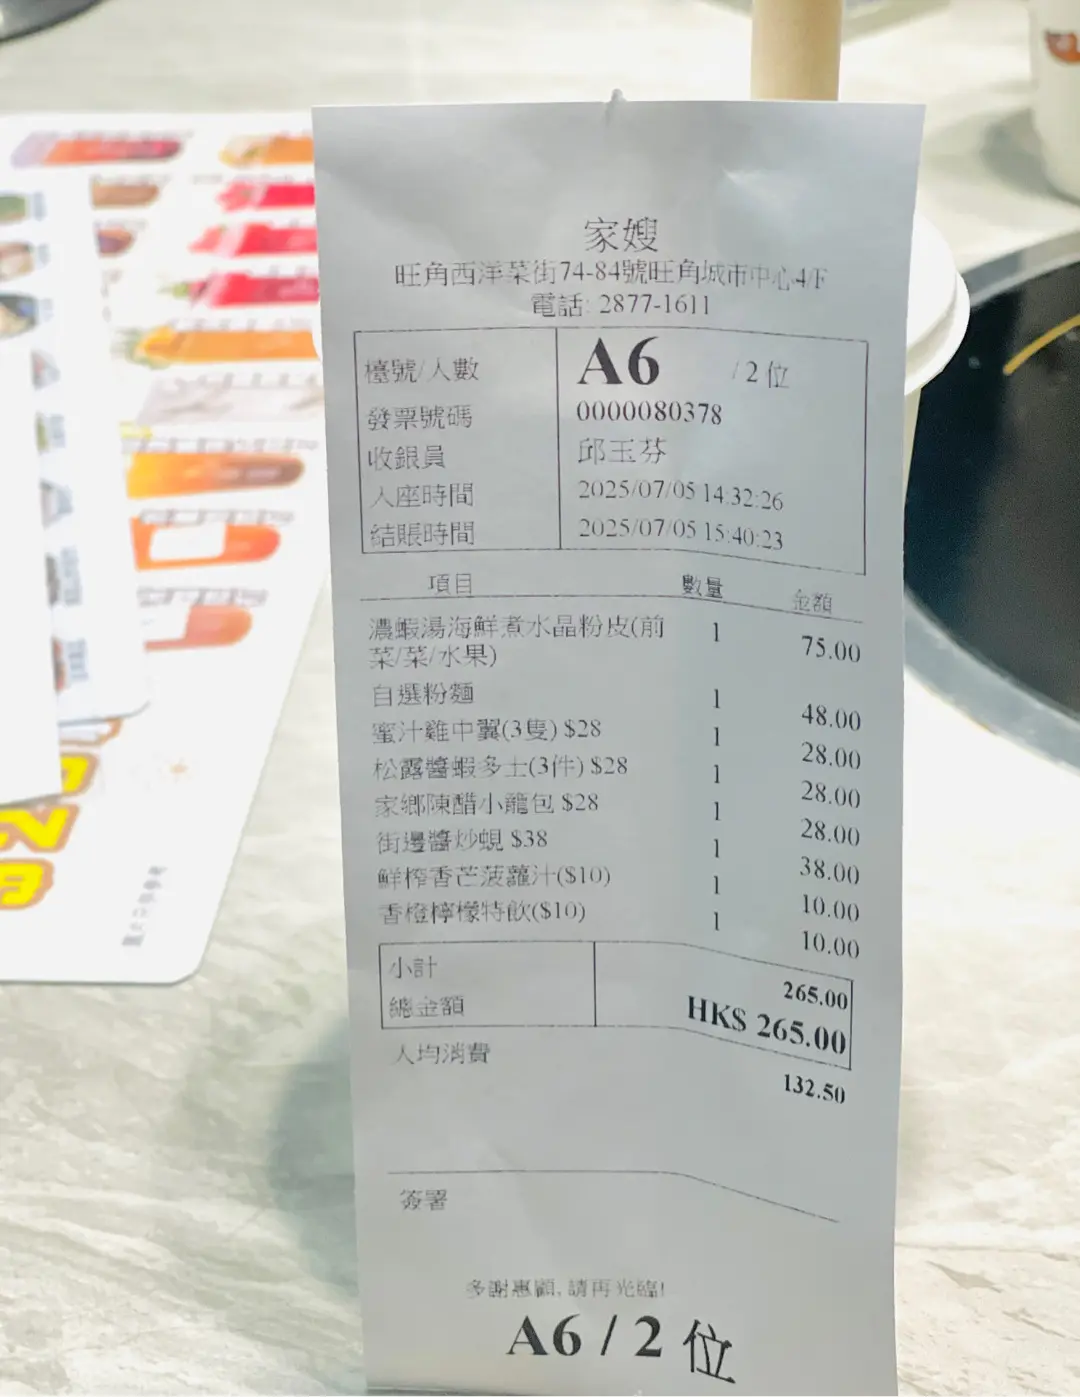 家嫂
旺角西洋菜街74-84號旺角城市中心4/F
電話: 2877-1611
檯號/人數 A6 / 2 位
發票號碼 0000080378
收銀員 邱玉芬
入座時間 2025/07/05 14:32:26
結賬時間 2025/07/05 15:40:23
項目 數量 金額
濃蝦湯海鮮煮水晶粉皮(前 1 75.00
菜/菜/水果)
自選粉麵 1 48.00
蜜汁雞中翼(3隻) $28 1 28.00
松露醬蝦多士(3件) $28 1 28.00
家鄉陳醋小籠包 $28 1 28.00
街邊醬炒蜆 $38 1 38.00
鮮榨香芒菠蘿汁($10) 1 10.00
香橙檸檬特飲($10) 1 10.00
小計 265.00
總金額 HK$ 265.00
人均消費 132.50
簽署
多謝惠顧, 請再光臨!
A6 / 2 位